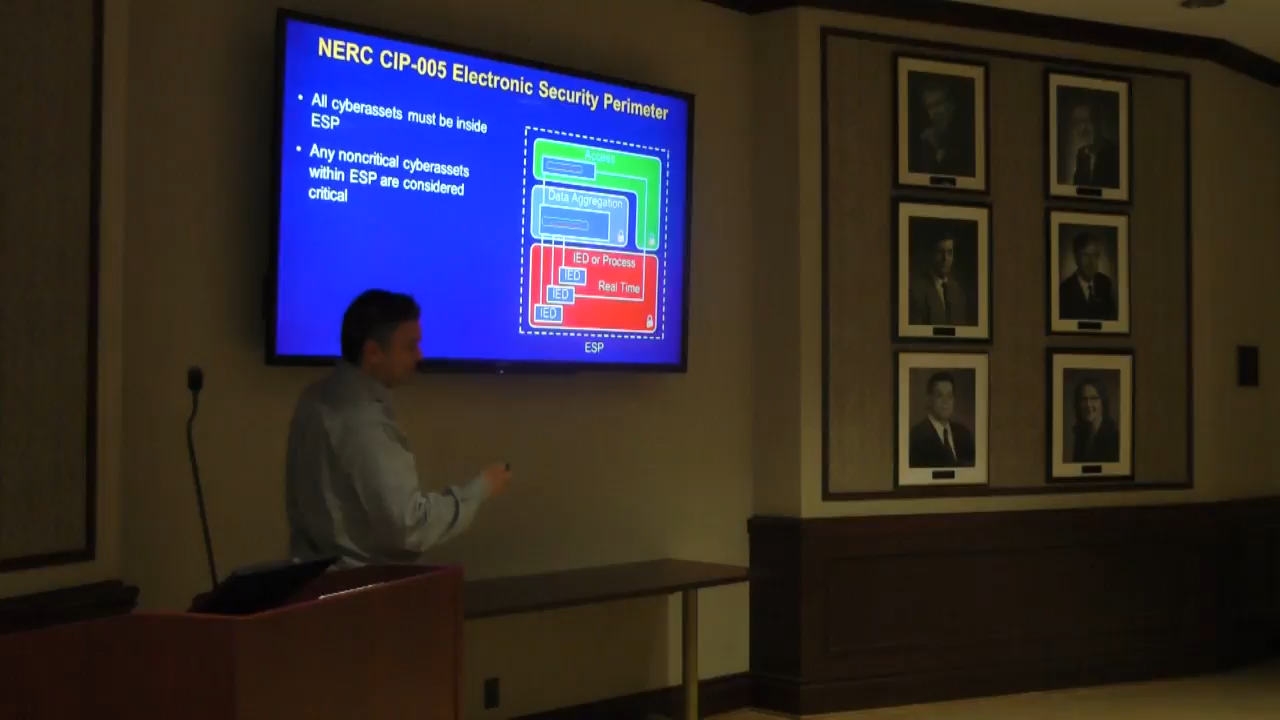 NERC CIP-005 Electronic Security Perimeter
• All cyberassets must be inside
ESP
• Any noncritical cyberassets
within ESP are considered
critical
Access
Data Aggregation
IED or Process
IED
Real Time
IED
IED
ESP